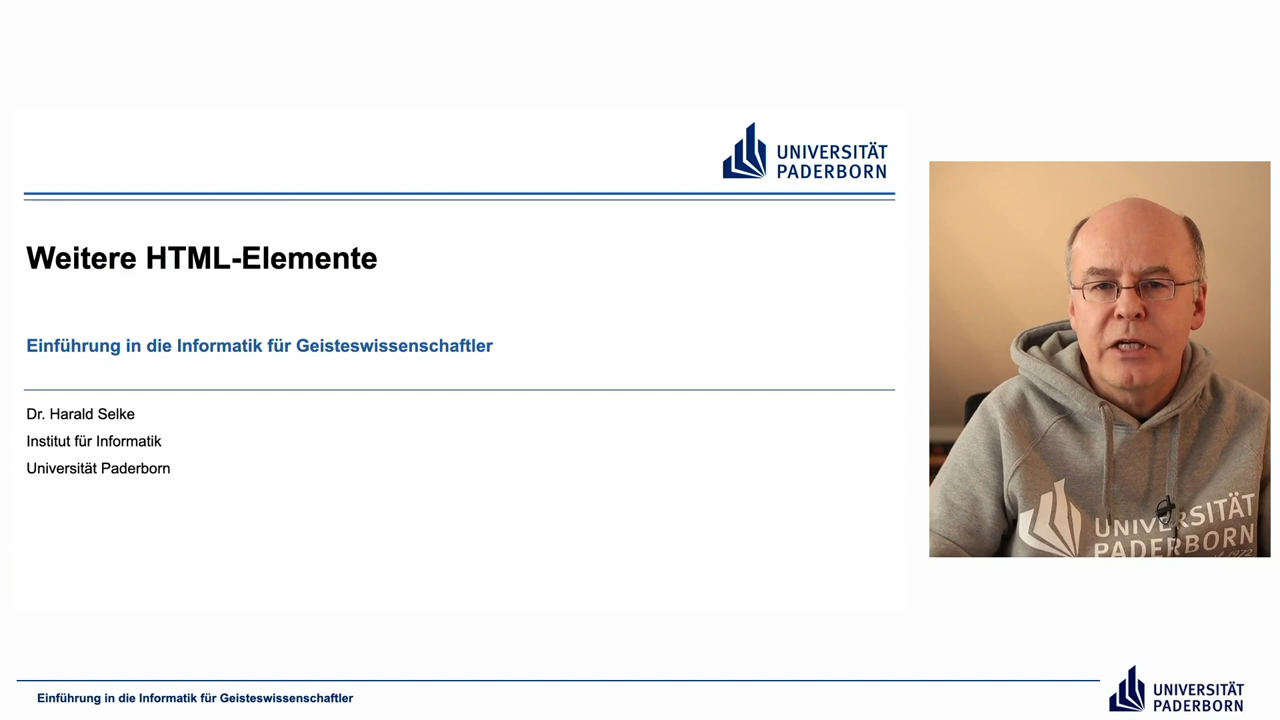 UNIVERSITÄT
PADERBORN
Weitere HTML-Elemente
Einführung in die Informatik für Geisteswissenschaftler
Dr. Harald Selke
Institut für Informatik
Universität Paderborn
UNIVERSITÄT
PADERBORN
1972
Einführung in die Informatik für Geisteswissenschaftler
UNIVERSITÄT
PADERBORN